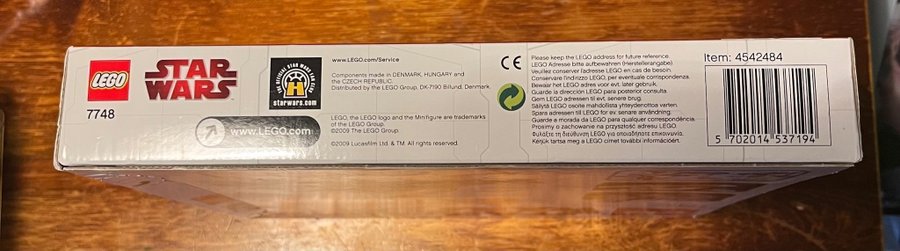 LEGO
STAR
WARS
7748
www.LEGO.com
starwars.com
www.LEGO.com/Service
Components made in DENMARK, HUNGARY and
the CZECH REPUBLIC.
Distributed by the LEGO Group, DK-7190 Billund, Denmark.
LEGO, the LEGO logo and the Minifigure are trademarks
of the LEGO Group.
©2009 The LEGO Group.
©2009 Lucasfilm Ltd. & TM. All rights reserved.
CE
Please keep the LEGO address for future reference.
LEGO Adresse bitte aufbewahren (Herstellerangabe)
Veuillez conserver l'adresse LEGO en cas de besoin
Conservare l'indirizzo LEGO, per eventuale corrispondenza.
Bewaar het LEGO adres voor evt. later gebruik.
Guarde la dirección LEGO para posterior consulta.
Gem LEGO adressen til evt. senere brug.
Säilytä LEGO osoite mahdollista yhteydenottoa varten.
Spara adressen till LEGO för ev. senare användning.
Guarde a morada da LEGO para qualquer correspondência.
Prosimy o zachowanie na przyszłość adresu LEGO.
Φυλάξτε τη διεύθυνση LEGO για οποιαδήποτε επικοινωνία.
Kérjük tartsa meg a LEGO címet további információért.
Item: 4542484
5 702014 537194